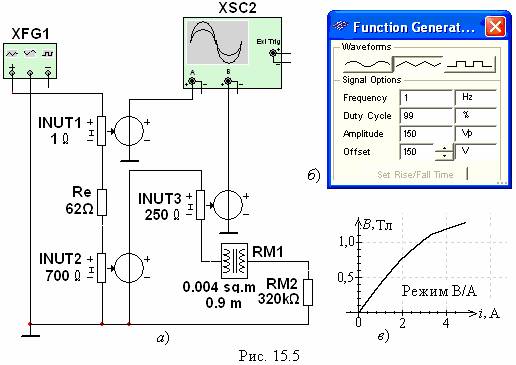 XFG1
XSC2
Ext Trig
A
B
INUT1
1 Ω
Re
62Ω
INUT2
700 Ω
INUT3
250 Ω
RM1
0.004 sq.m
0.9 m
RM2
320kΩ
а)
Function Generat...
Waveforms
Signal Options
Frequency 1 Hz
Duty Cycle 99 %
Amplitude 150 Vp
Offset 150 V
Set Rise/Fall Time
б)
B,Тл
1,0
0,5
Режим В/А
0 2 4 i, А
в)
Рис. 15.5